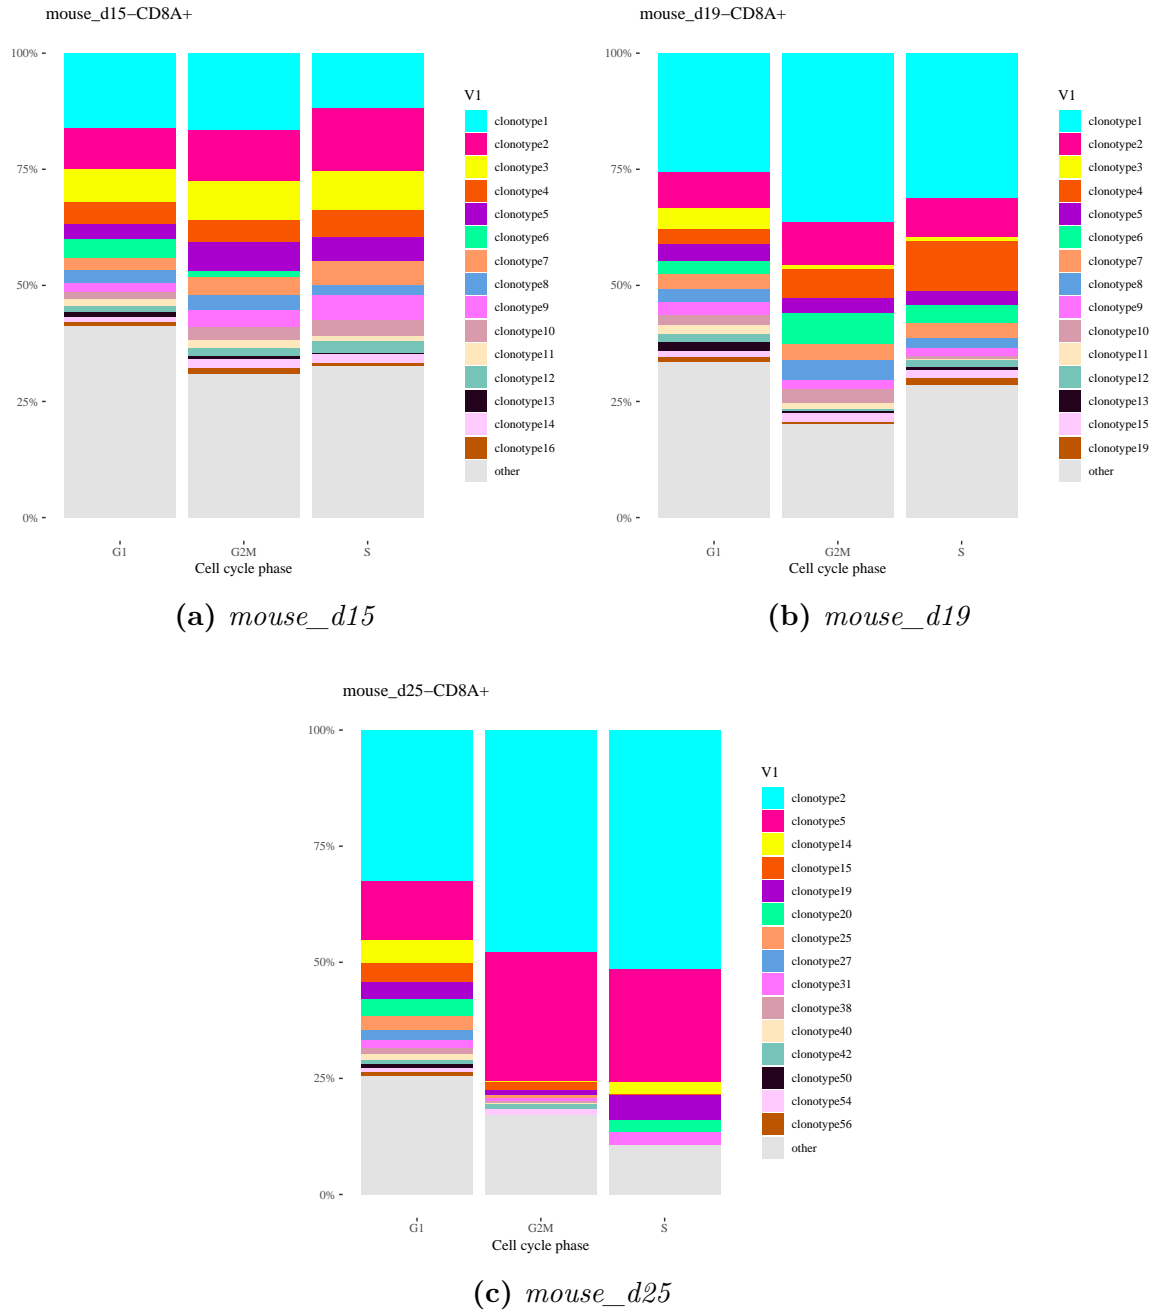 mouse_d15−CD8A+
100%
75%
50%
25%
0%
G1
G2M
S
Cell cycle phase
V1
clonotype1
clonotype2
clonotype3
clonotype4
clonotype5
clonotype6
clonotype7
clonotype8
clonotype9
clonotype10
clonotype11
clonotype12
clonotype13
clonotype14
clonotype16
other
(a) mouse_d15
mouse_d19−CD8A+
100%
75%
50%
25%
0%
G1
G2M
S
Cell cycle phase
V1
clonotype1
clonotype2
clonotype3
clonotype4
clonotype5
clonotype6
clonotype7
clonotype8
clonotype9
clonotype10
clonotype11
clonotype12
clonotype13
clonotype15
clonotype19
other
(b) mouse_d19
mouse_d25−CD8A+
100%
75%
50%
25%
0%
G1
G2M
S
Cell cycle phase
V1
clonotype2
clonotype5
clonotype14
clonotype15
clonotype19
clonotype20
clonotype25
clonotype27
clonotype31
clonotype38
clonotype40
clonotype42
clonotype50
clonotype54
clonotype56
other
(c) mouse_d25